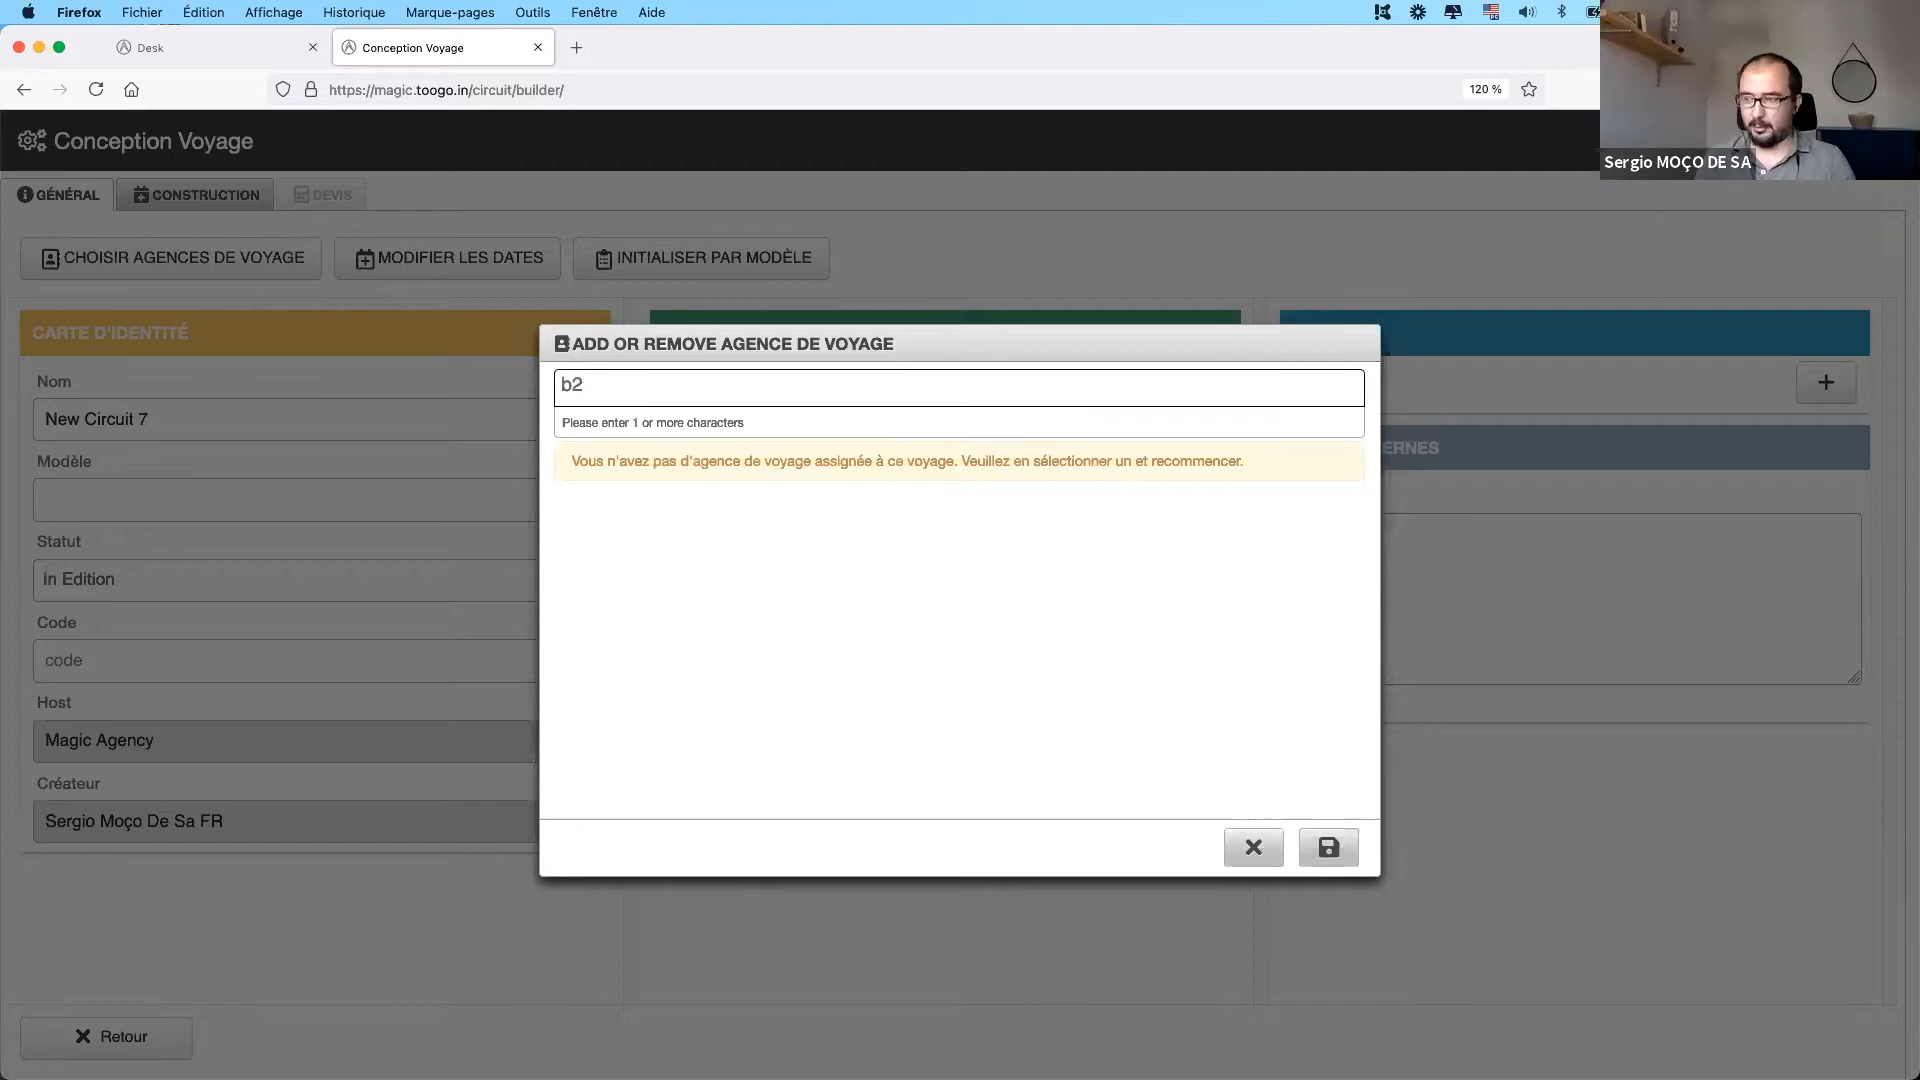 Firefox Fichier Édition Affichage Historique Marque-pages Outils Fenêtre Aide
Desk
Conception Voyage
https://magic.toogo.in/circuit/builder/
120 %
Conception Voyage
Sergio MOÇO DE SA
GÉNÉRAL
CONSTRUCTION
DEVIS
CHOISIR AGENCES DE VOYAGE
MODIFIER LES DATES
INITIALISER PAR MODÈLE
CARTE D'IDENTITÉ
ADD OR REMOVE AGENCE DE VOYAGE
Nom
b2
New Circuit 7
Please enter 1 or more characters
ERNES
Modèle
Vous n'avez pas d'agence de voyage assignée à ce voyage. Veuillez en sélectionner un et recommencer.
Statut
In Edition
Code
code
Host
Magic Agency
Créateur
Sergio Moço De Sa FR
Retour